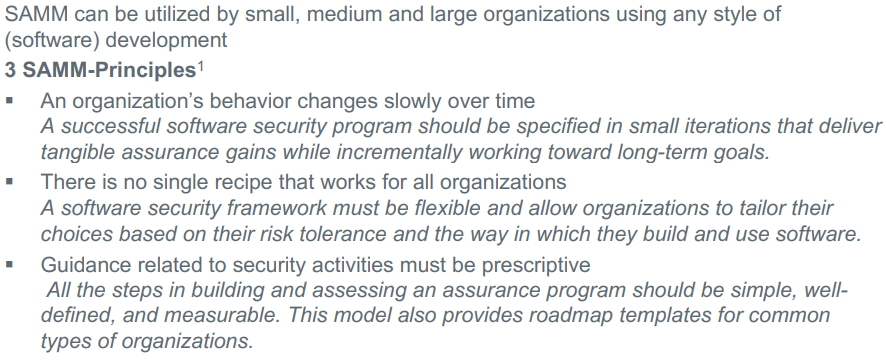 SAMM can be utilized by small, medium and large organizations using any style of
(software) development
3 SAMM-Principles¹
▪ An organization's behavior changes slowly over time
A successful software security program should be specified in small iterations that deliver
tangible assurance gains while incrementally working toward long-term goals.
▪ There is no single recipe that works for all organizations
A software security framework must be flexible and allow organizations to tailor their
choices based on their risk tolerance and the way in which they build and use software.
▪ Guidance related to security activities must be prescriptive
All the steps in building and assessing an assurance program should be simple, well-
defined, and measurable. This model also provides roadmap templates for common
types of organizations.